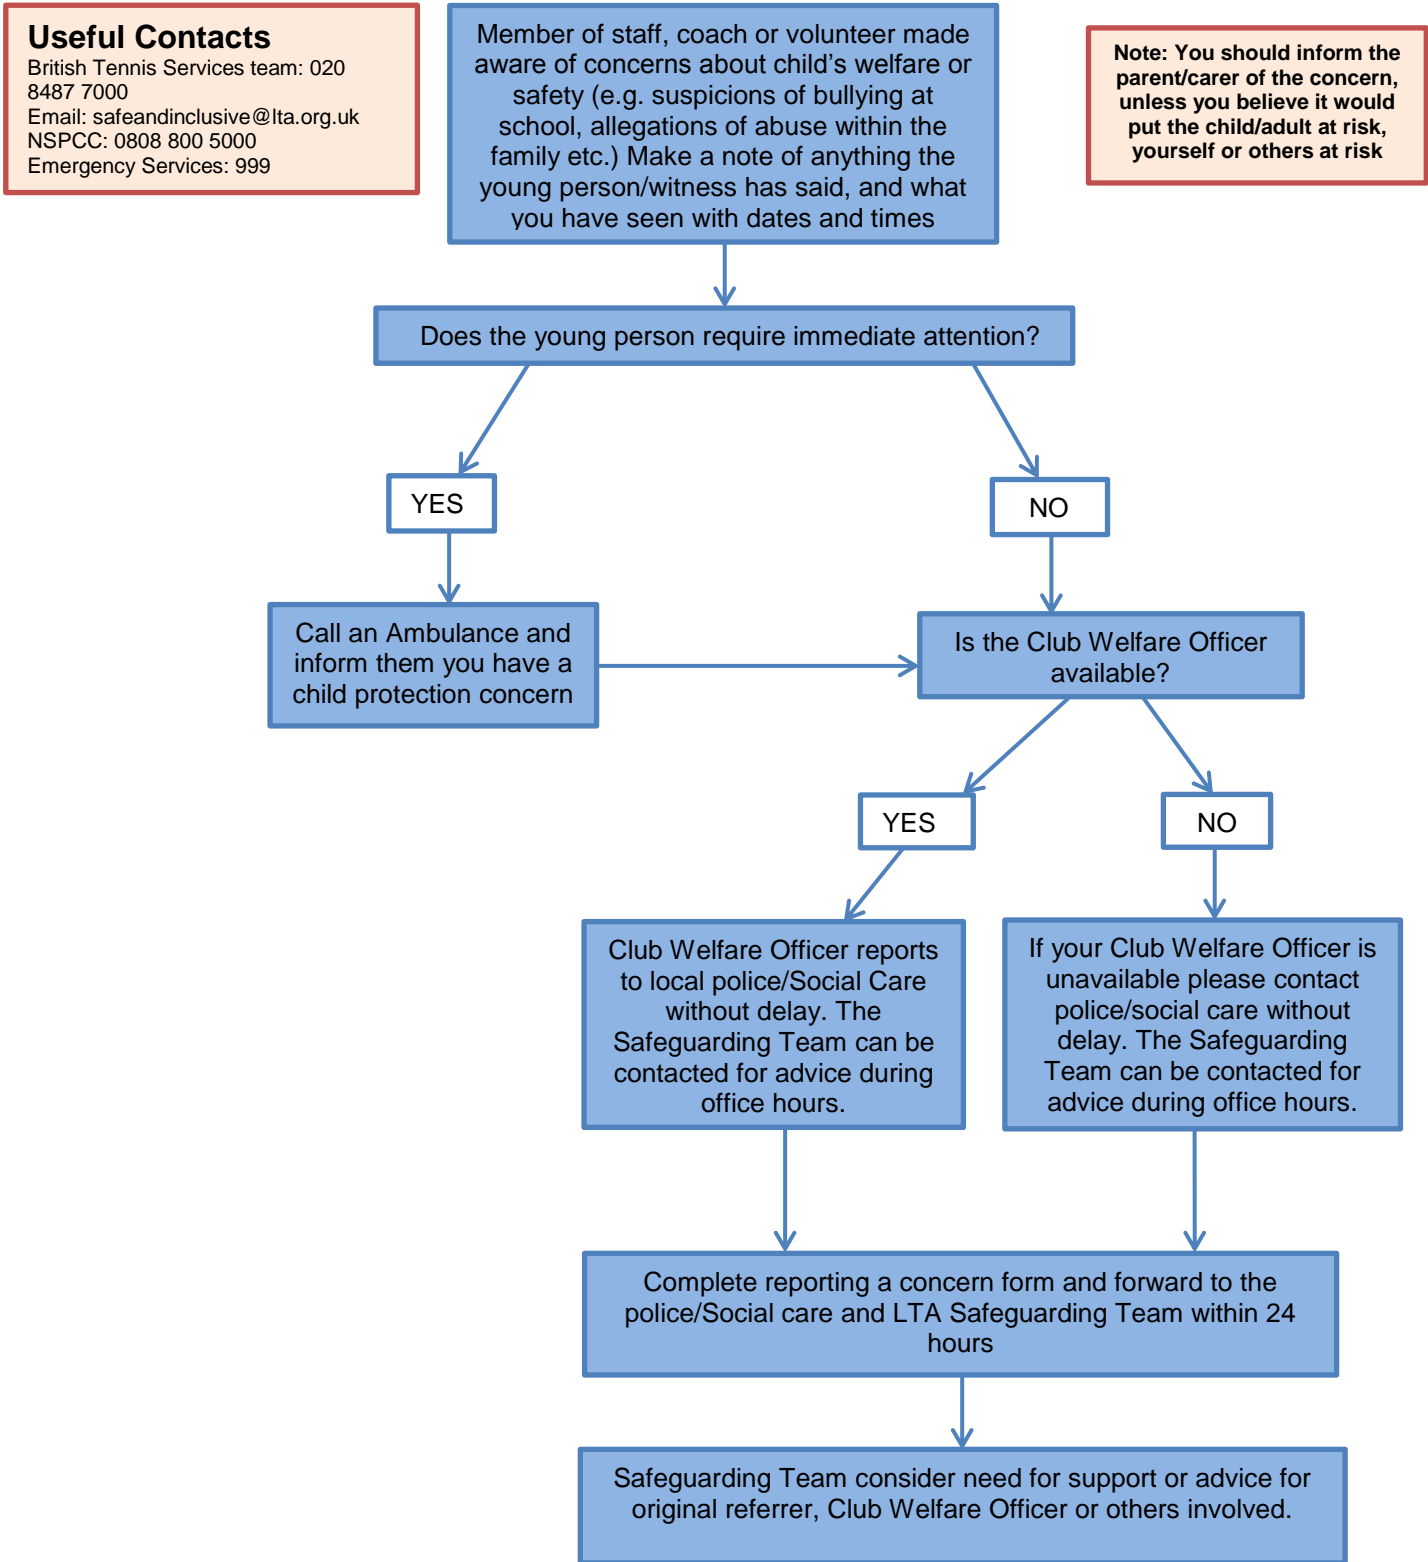 Useful Contacts
British Tennis Services team: 020
8487 7000
Email: safeandinclusive@lta.org.uk
NSPCC: 0808 800 5000
Emergency Services: 999
Member of staff, coach or volunteer made
aware of concerns about child's welfare or
safety (e.g. suspicions of bullying at
school, allegations of abuse within the
family etc.) Make a note of anything the
young person/witness has said, and what
you have seen with dates and times
Note: You should inform the
parent/carer of the concern,
unless you believe it would
put the child/adult at risk,
yourself or others at risk
Does the young person require immediate attention?
YES
NO
Call an Ambulance and
inform them you have a
child protection concern
Is the Club Welfare Officer
available?
YES
NO
Club Welfare Officer reports
to local police/Social Care
without delay. The
Safeguarding Team can be
contacted for advice during
office hours.
If your Club Welfare Officer is
unavailable please contact
police/social care without
delay. The Safeguarding
Team can be contacted for
advice during office hours.
Complete reporting a concern form and forward to the
police/Social care and LTA Safeguarding Team within 24
hours
Safeguarding Team consider need for support or advice for
original referrer, Club Welfare Officer or others involved.